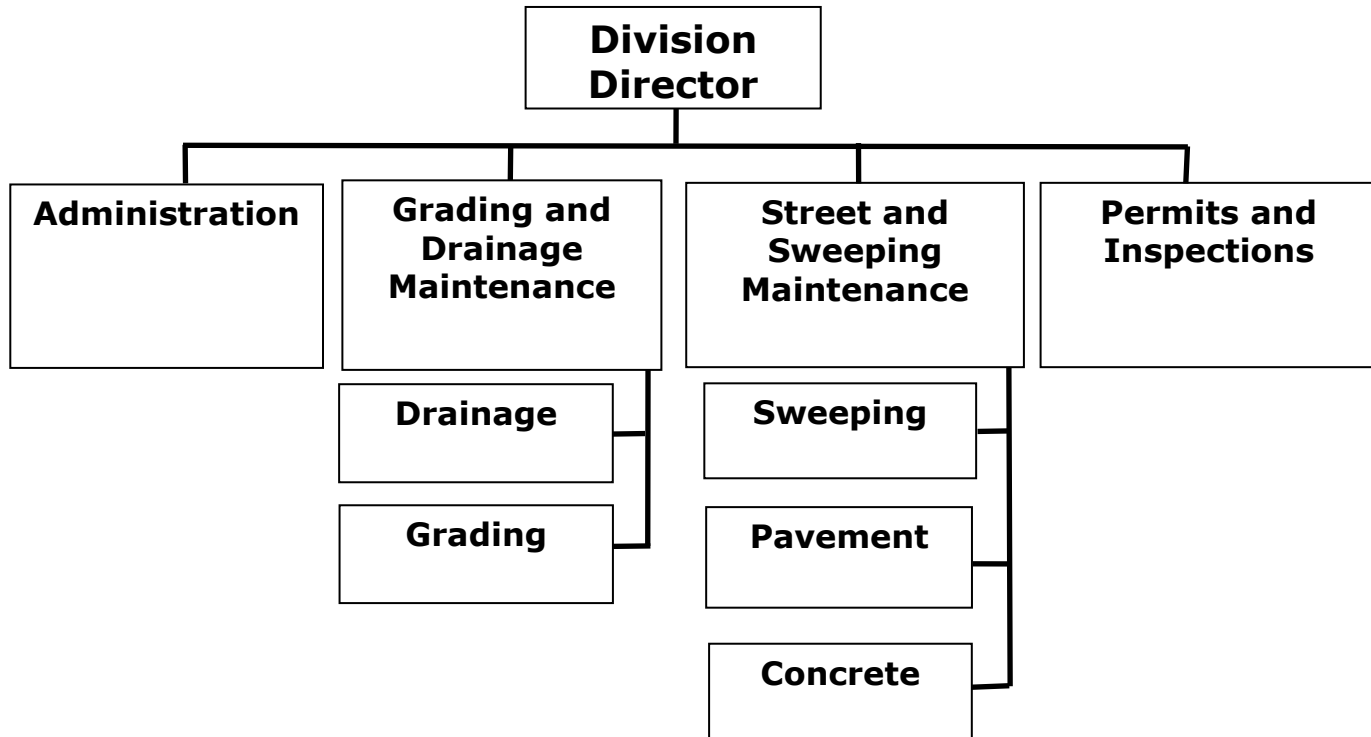 Division
Director
Administration
Grading and
Drainage
Maintenance
Street and
Sweeping
Maintenance
Permits and
Inspections
Drainage
Grading
Sweeping
Pavement
Concrete